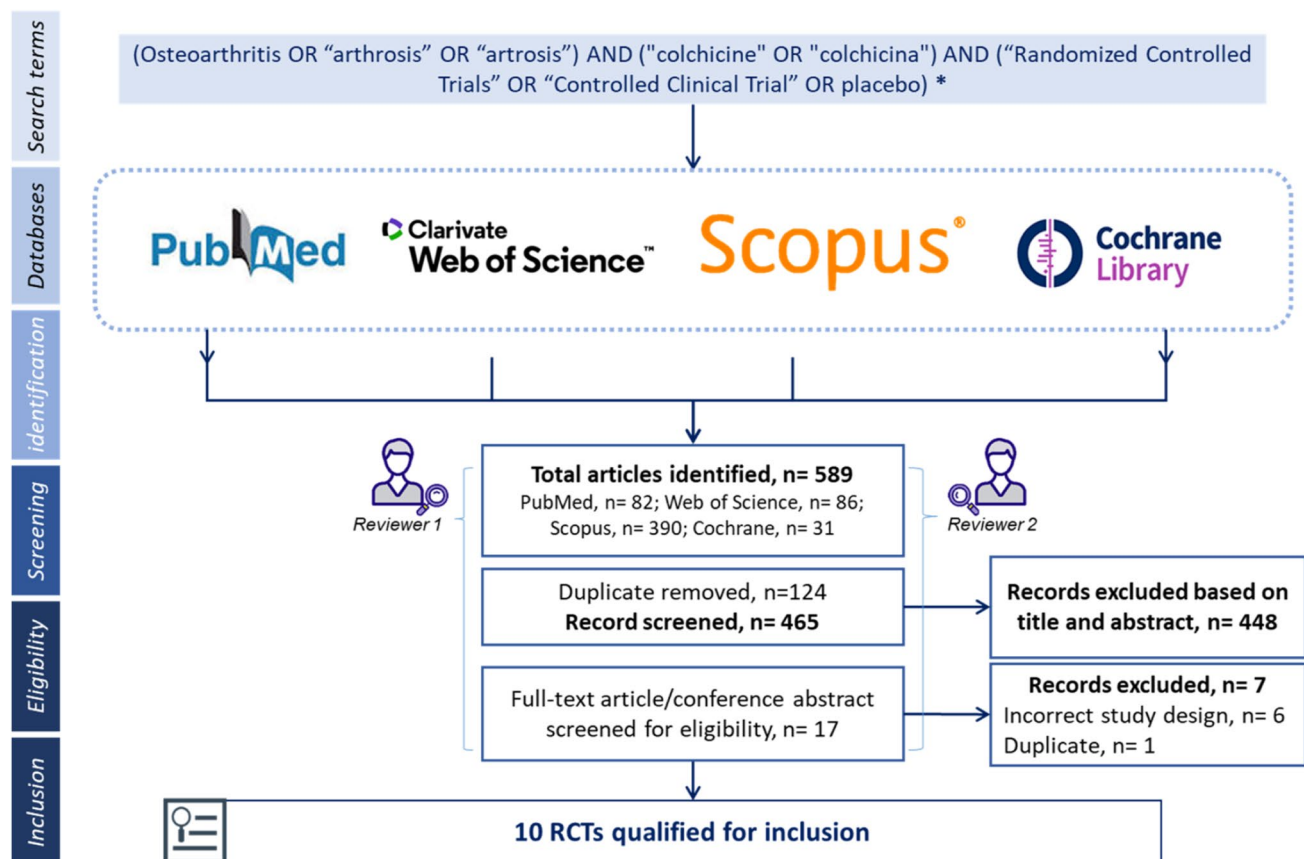 Search terms
(Osteoarthritis OR “arthrosis” OR “artrosis”) AND ("colchicine" OR "colchicina") AND (“Randomized Controlled
Trials” OR “Controlled Clinical Trial” OR placebo) *
Databases
PubMed
Clarivate
Web of Science™
Scopus®
Cochrane
Library
identification
Screening
Reviewer 1
Total articles identified, n= 589
PubMed, n= 82; Web of Science, n= 86;
Scopus, n= 390; Cochrane, n= 31
Reviewer 2
Duplicate removed, n=124
Record screened, n= 465
Records excluded based on
title and abstract, n= 448
Eligibility
Full-text article/conference abstract
screened for eligibility, n= 17
Records excluded, n= 7
Incorrect study design, n= 6
Duplicate, n= 1
Inclusion
10 RCTs qualified for inclusion